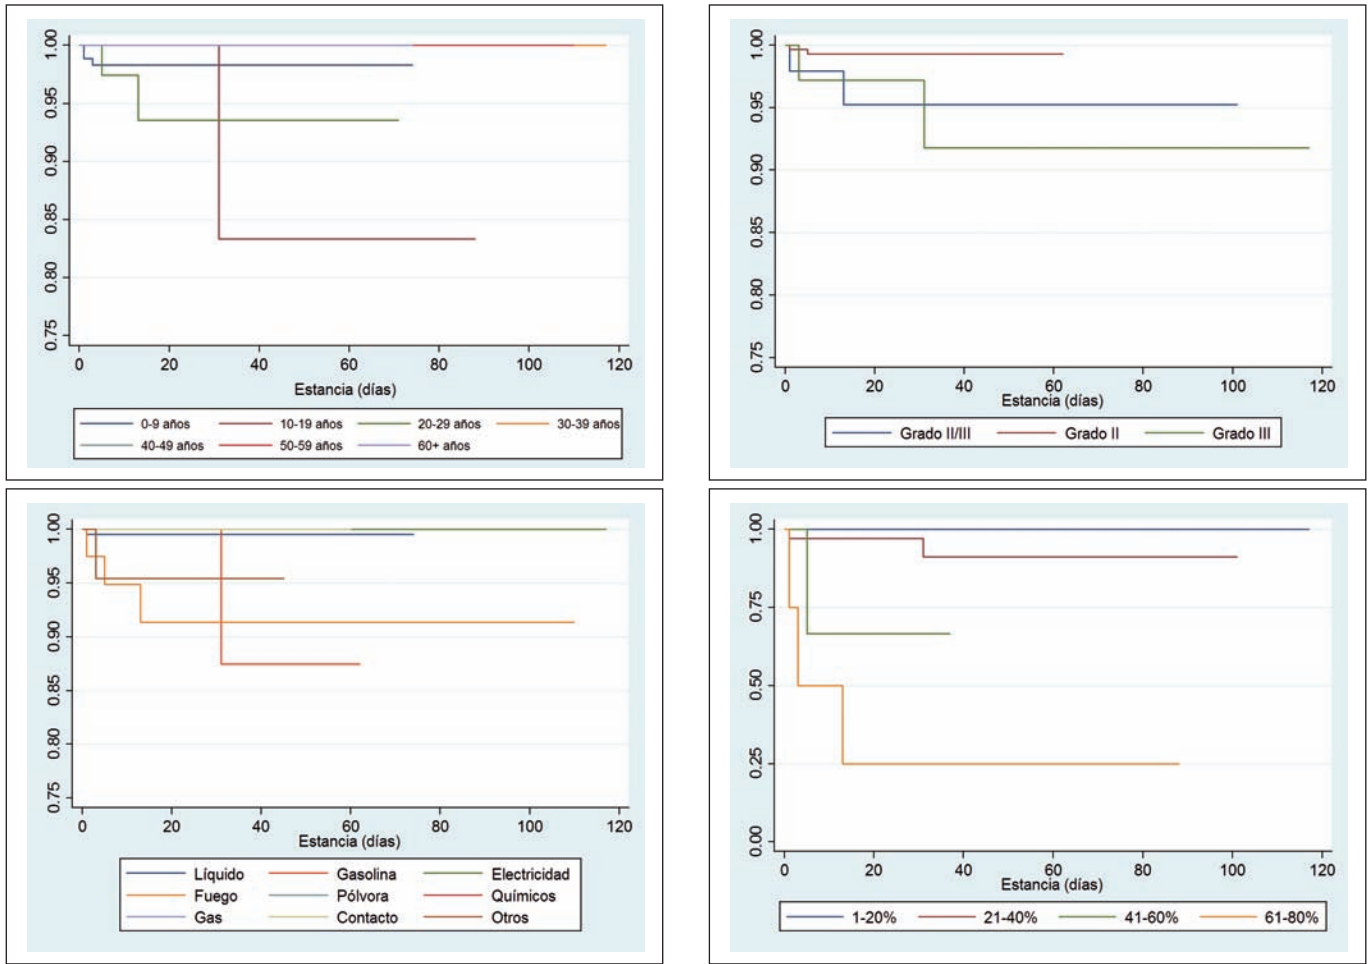 1.00
0.95
0.90
0.85
0.80
0.75
0 20 40 60 80 100 120
Estancia (días)
0-9 años 10-19 años 20-29 años 30-39 años
40-49 años 50-59 años 60+ años
1.00
0.95
0.90
0.85
0.80
0.75
0 20 40 60 80 100 120
Estancia (días)
Grado II/III Grado II Grado III
1.00
0.95
0.90
0.85
0.80
0.75
0 20 40 60 80 100 120
Estancia (días)
Líquido Gasolina Electricidad
Fuego Pólvora Químicos
Gas Contacto Otros
1.00
0.75
0.50
0.25
0.00
0 20 40 60 80 100 120
Estancia (días)
1-20% 21-40% 41-60% 61-80%